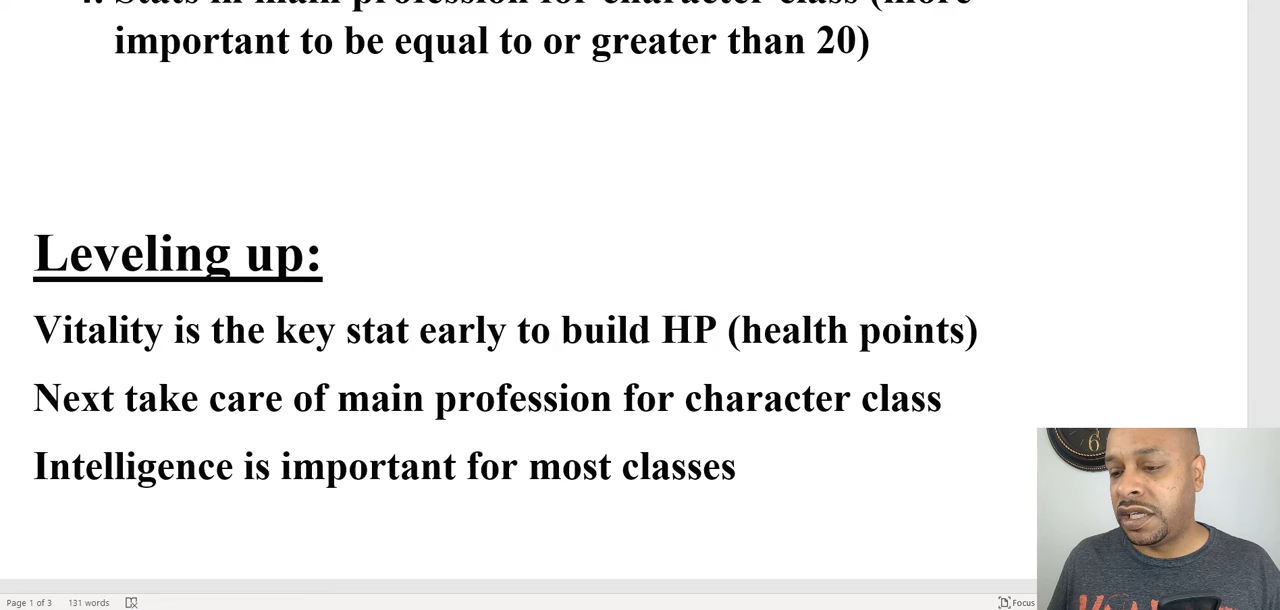 4. Stats in main profession for character class (more
important to be equal to or greater than 20)
Leveling up:
Vitality is the key stat early to build HP (health points)
Next take care of main profession for character class
Intelligence is important for most classes
6
Page 1 of 3 131 words Focus